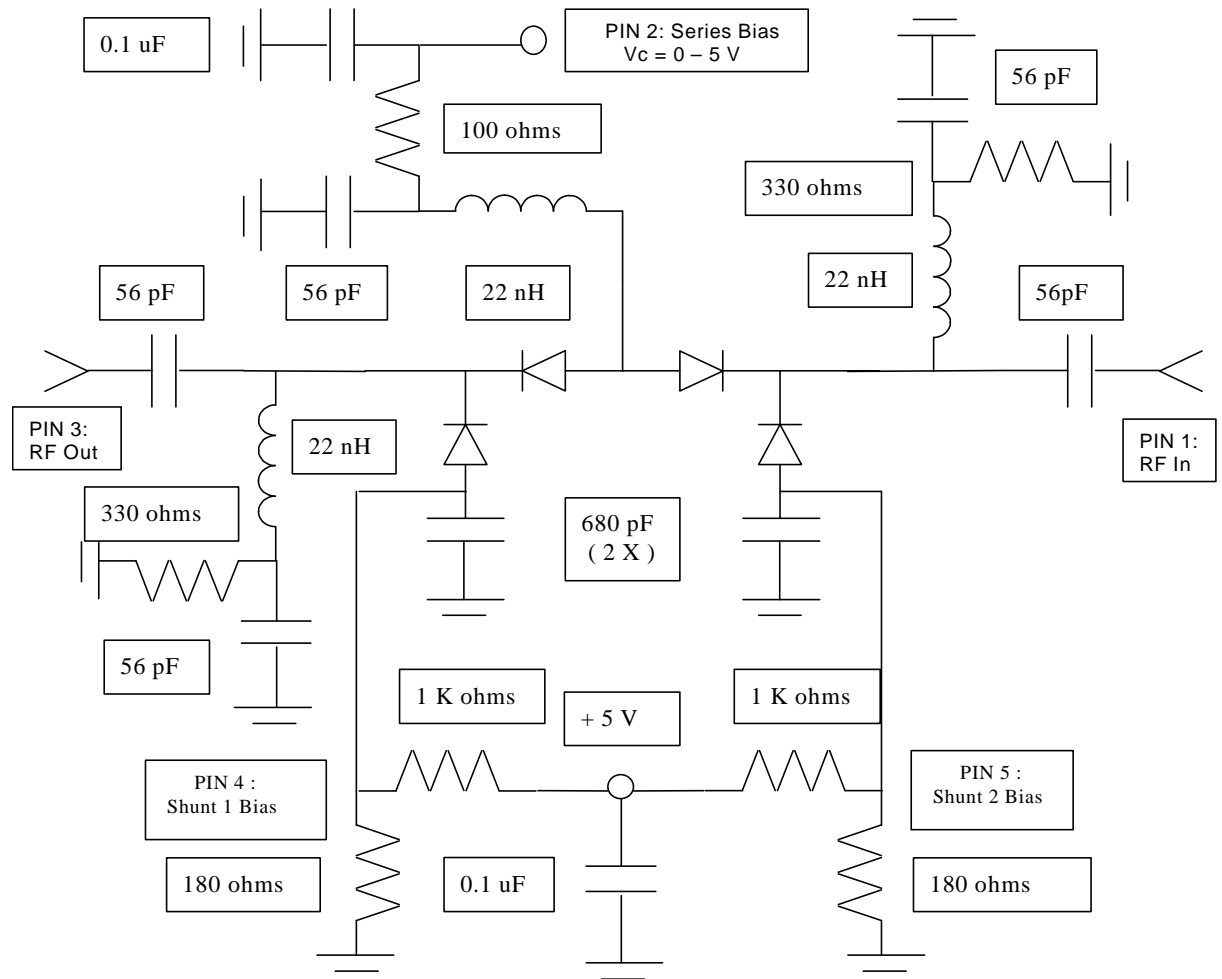 0.1 uF
PIN 2: Series Bias
Vc = 0 – 5 V
56 pF
100 ohms
330 ohms
56 pF
56 pF
22 nH
22 nH
56pF
PIN 3:
RF Out
22 nH
PIN 1:
RF In
330 ohms
680 pF
( 2 X )
56 pF
1 K ohms
+ 5 V
1 K ohms
PIN 4 :
Shunt 1 Bias
PIN 5 :
Shunt 2 Bias
180 ohms
0.1 uF
180 ohms